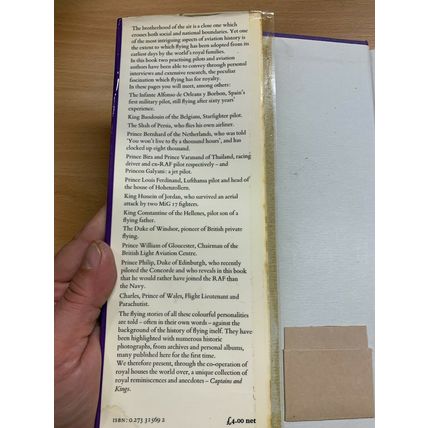 The brotherhood of the air is a close one which
crosses both social and national boundaries. Yet one
of the most intriguing aspects of aviation history is
the extent to which flying has been adopted from its
earliest days by the world's royal families.
In this book two practising pilots and aviation
authors have been able to convey through personal
interviews and extensive research, the peculiar
fascination which flying has for royalty.
In these pages you will meet, among others:
The Infante Alfonso de Orleans y Borbon, Spain's
first military pilot, still flying after sixty years'
experience.
King Baudouin of the Belgians, Starfighter pilot.
The Shah of Persia, who flies his own airliner.
Prince Bernhard of the Netherlands, who was told
'You won't live to fly a thousand hours', and has
clocked up eight thousand.
Prince Bira and Prince Varanand of Thailand, racing
driver and ex-RAF pilot respectively – and
Princess Galyani: a jet pilot.
Prince Louis Ferdinand, Lufthansa pilot and head of
the house of Hohenzollern.
King Hussein of Jordan, who survived an aerial
attack by two MiG 17 fighters.
King Constantine of the Hellenes, pilot son of a
flying father.
The Duke of Windsor, pioneer of British private
flying.
Prince William of Gloucester, Chairman of the
British Light Aviation Centre.
Prince Philip, Duke of Edinburgh, who recently
piloted the Concorde and who reveals in this book
that he would rather have joined the RAF than
the Navy.
Charles, Prince of Wales, Flight Lieutenant and
Parachutist.
The flying stories of all these colourful personalities
are told – often in their own words – against the
background of the history of flying itself. They have
been highlighted with numerous historic
photographs, from archives and personal albums,
many published here for the first time.
We therefore present, through the co-operation of
royal houses the world over, a unique collection of
royal reminiscences and anecdotes – Captains and
Kings.
ISBN: 0 273 31569 2
£4.00 net